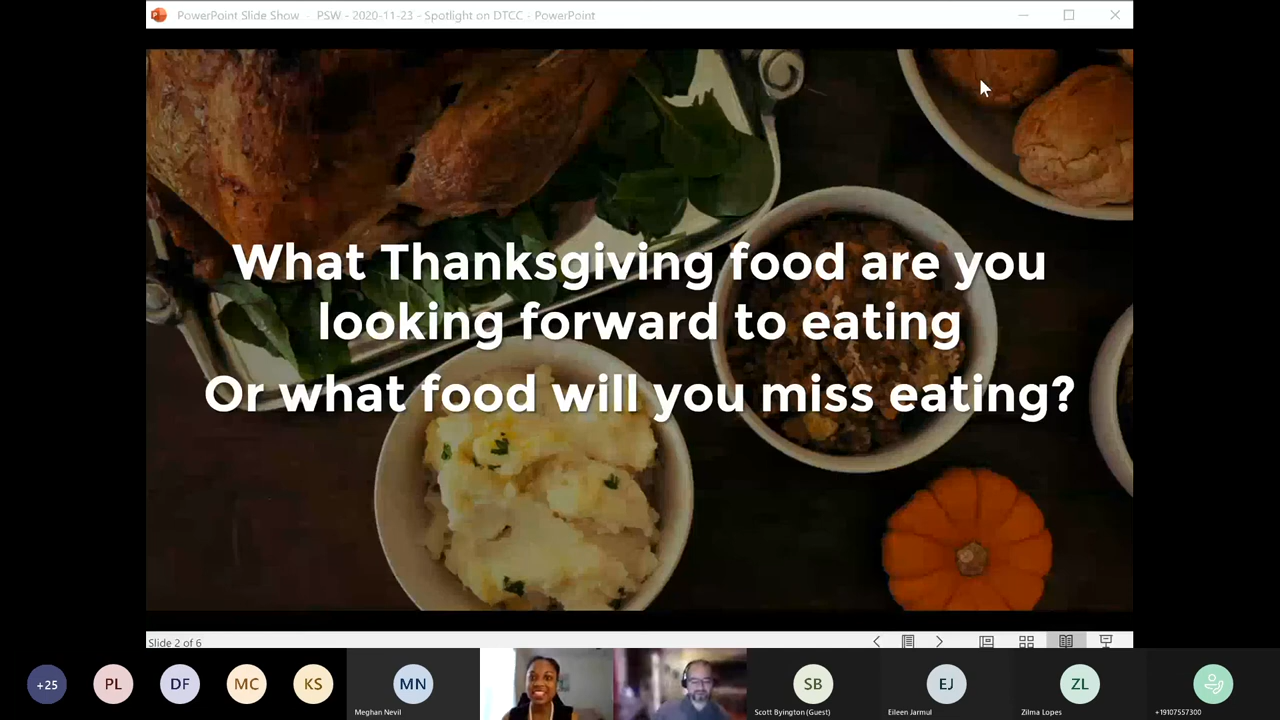 PowerPoint Slide Show - PSW - 2020-11-23 - Spotlight on DTCC - PowerPoint
What Thanksgiving food are you
looking forward to eating
Or what food will you miss eating?
Slide 2 of 6
+25
PL
DF
MC
KS
MN
SB
EJ
ZL
Meghan Nevil
Scott Byington (Guest)
Eileen Jarmul
Zilma Lopes
+19107557300